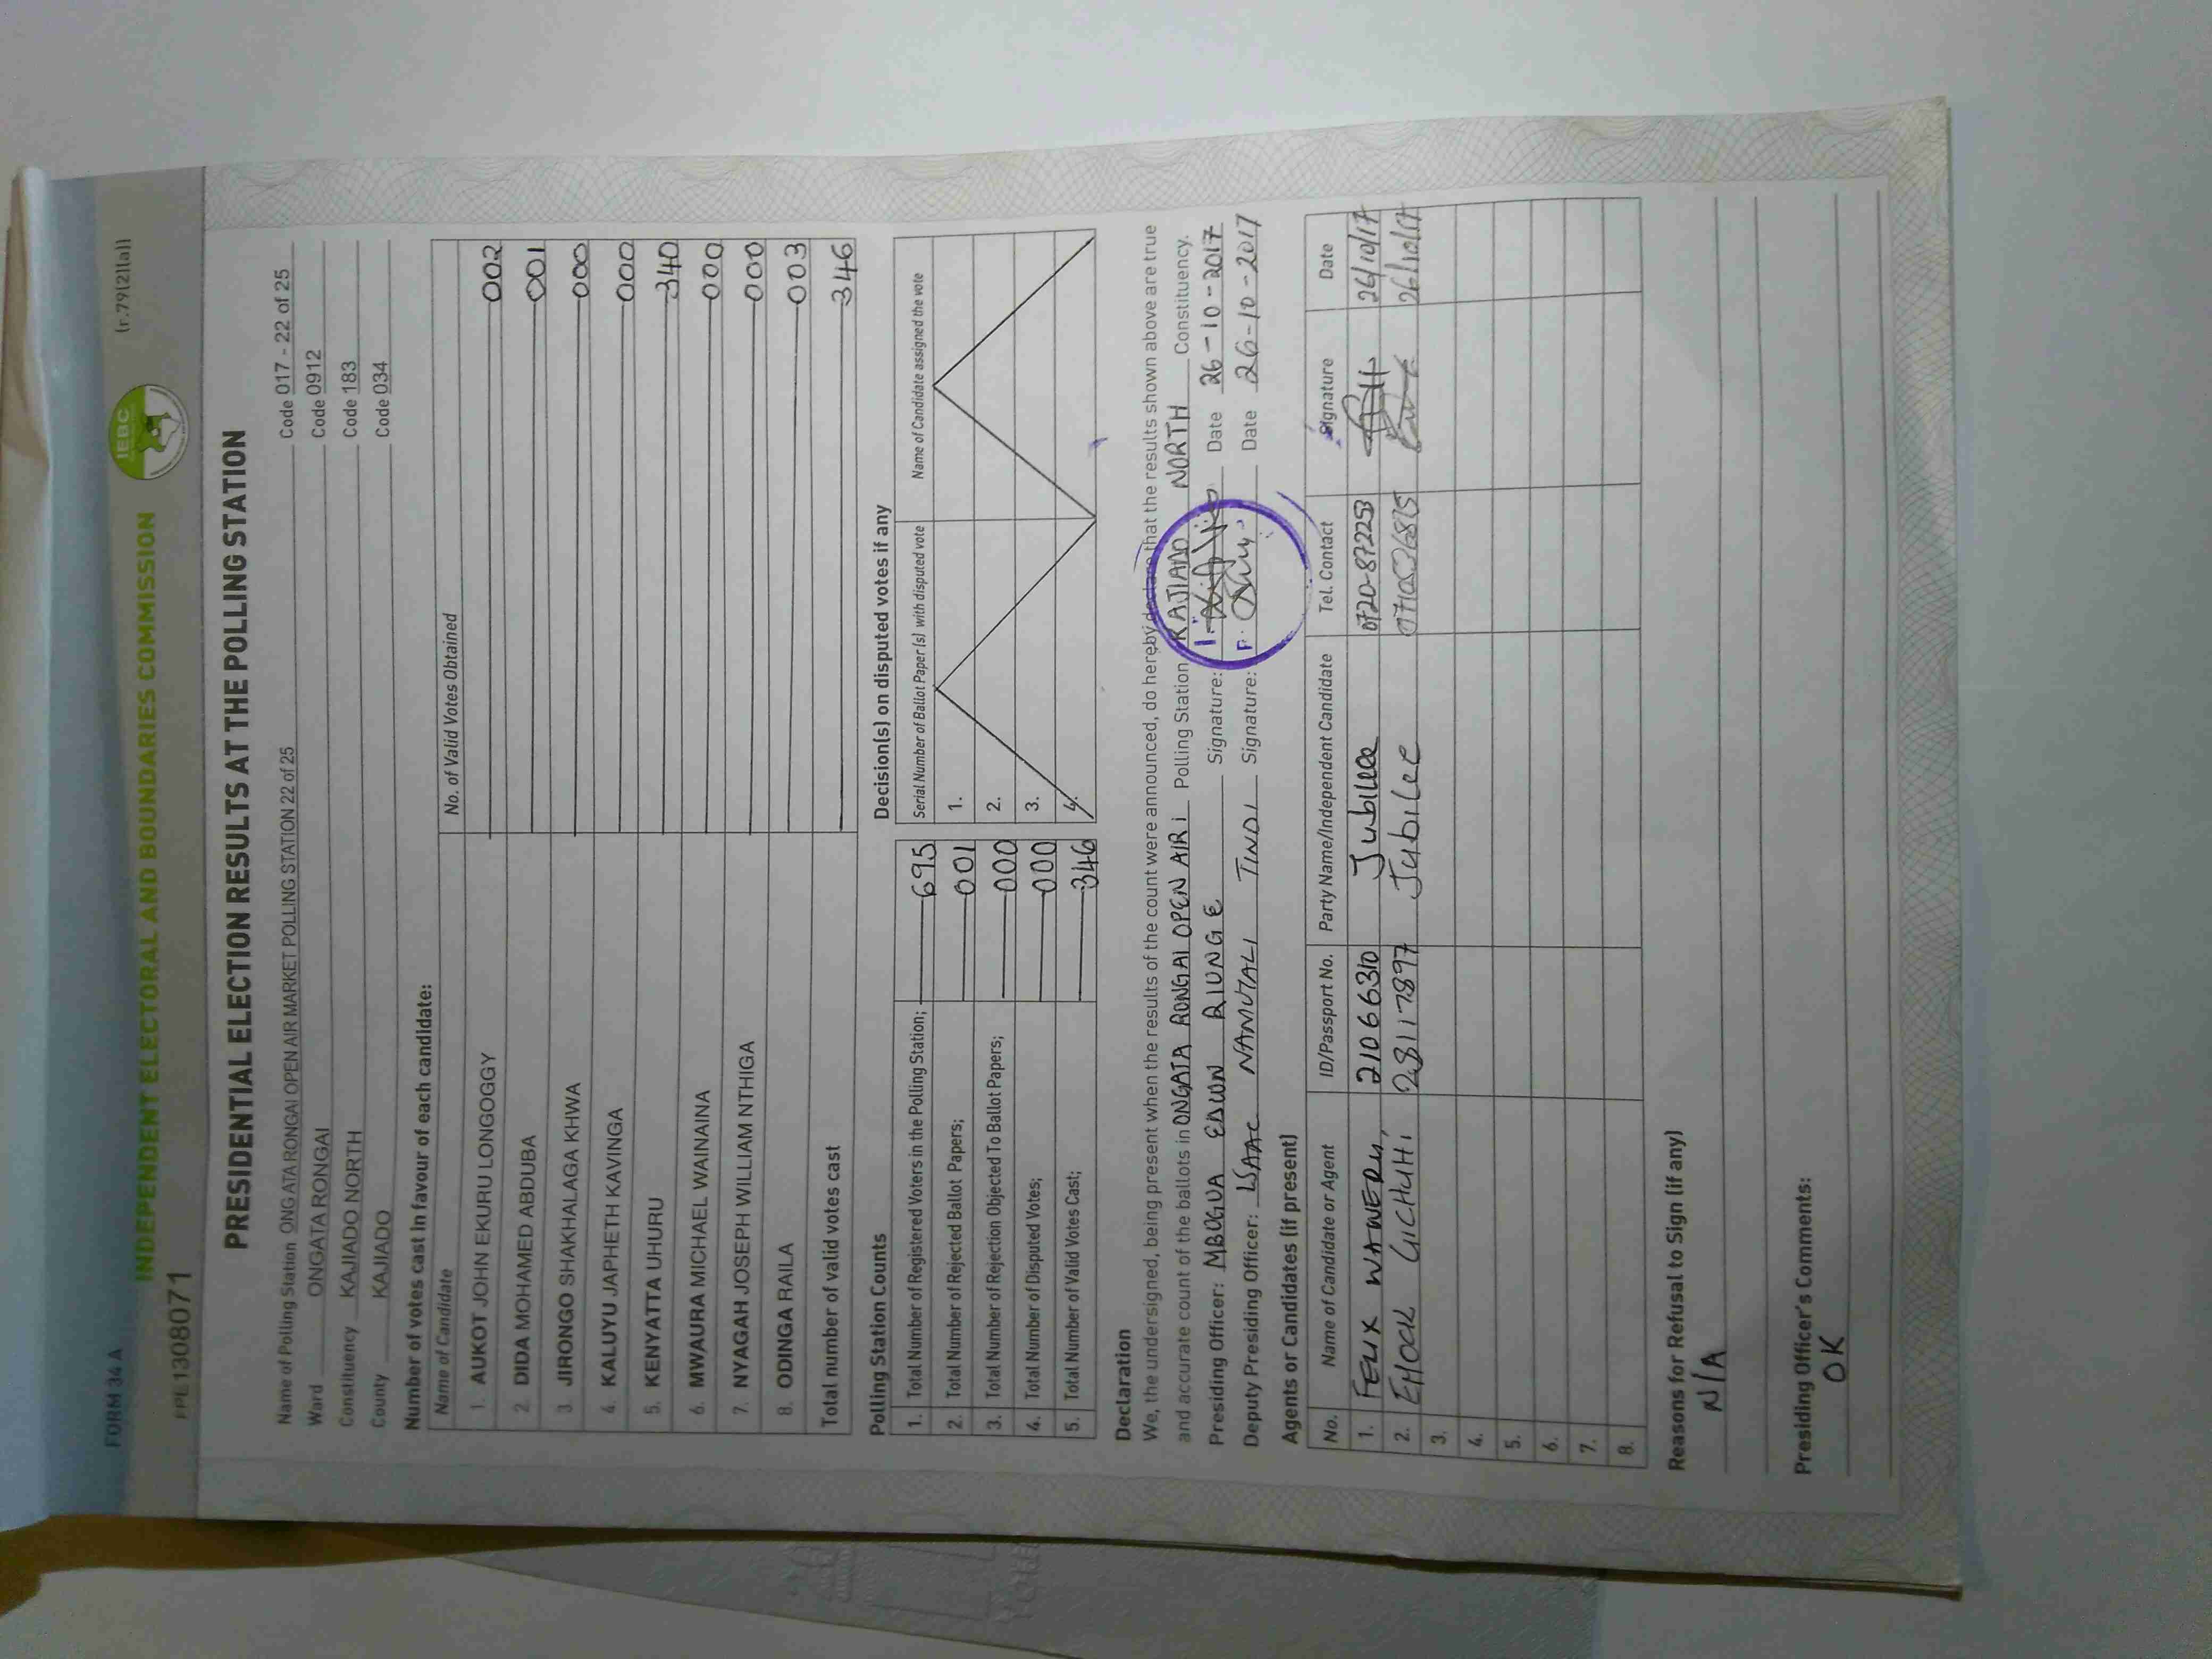 FORM 34 A
(r.79(2)(a))
INDEPENDENT ELECTORAL AND BOUNDARIES COMMISSION
IEBC
PPE 1308071
PRESIDENTIAL ELECTION RESULTS AT THE POLLING STATION
Name of Polling Station ONGATA RONGAI OPEN AIR MARKET POLLING STATION 22 of 25 Code 017 - 22 of 25
Ward ONGATA RONGAI Code 0912
Constituency KAJIADO NORTH Code 183
County KAJIADO Code 034
Number of votes cast in favour of each candidate:
Name of Candidate No. of Valid Votes Obtained
1. AUKOT JOHN EKURU LONGOGGY 002
2. DIDA MOHAMED ABDUBA 001
3. JIRONGO SHAKHALAGA KHWA 000
4. KALUYU JAPHETH KAVINGA 000
5. KENYATTA UHURU 340
6. MWAURA MICHAEL WAINAINA 000
7. NYAGAH JOSEPH WILLIAM NTHIGA 000
8. ODINGA RAILA 003
Total number of valid votes cast 346
Polling Station Counts
1. Total Number of Registered Voters in the Polling Station; 695
2. Total Number of Rejected Ballot Papers; 001
3. Total Number of Rejection Objected To Ballot Papers; 000
4. Total Number of Disputed Votes; 000
5. Total Number of Valid Votes Cast; 346
Decision(s) on disputed votes if any
Serial Number of Ballot Paper (s) with disputed vote Name of Candidate assigned the vote
1.
2.
3.
4.
Declaration
We, the undersigned, being present when the results of the count were announced, do hereby declare that the results shown above are true
and accurate count of the ballots in ONGATA RONGAI OPEN AIR Polling Station KAJIADO NORTH Constituency.
Presiding Officer: MBOGUA EDWIN RIUNGE Signature: Date 26-10-2017
Deputy Presiding Officer: ISAAC NAMUTALI TINDI Signature: Date 26-10-2017
Agents or Candidates (if present)
No. Name of Candidate or Agent ID/Passport No. Party Name/Independent Candidate Tel. Contact Signature Date
1. FELIX WAWERU 21066310 Jubilee 0720-872253 26/10/17
2. GICHUHI 28117897 Jubilee 26/10/17
3.
4.
5.
6.
7.
8.
Reasons for Refusal to Sign (if any)
N/A
Presiding Officer's Comments:
OK